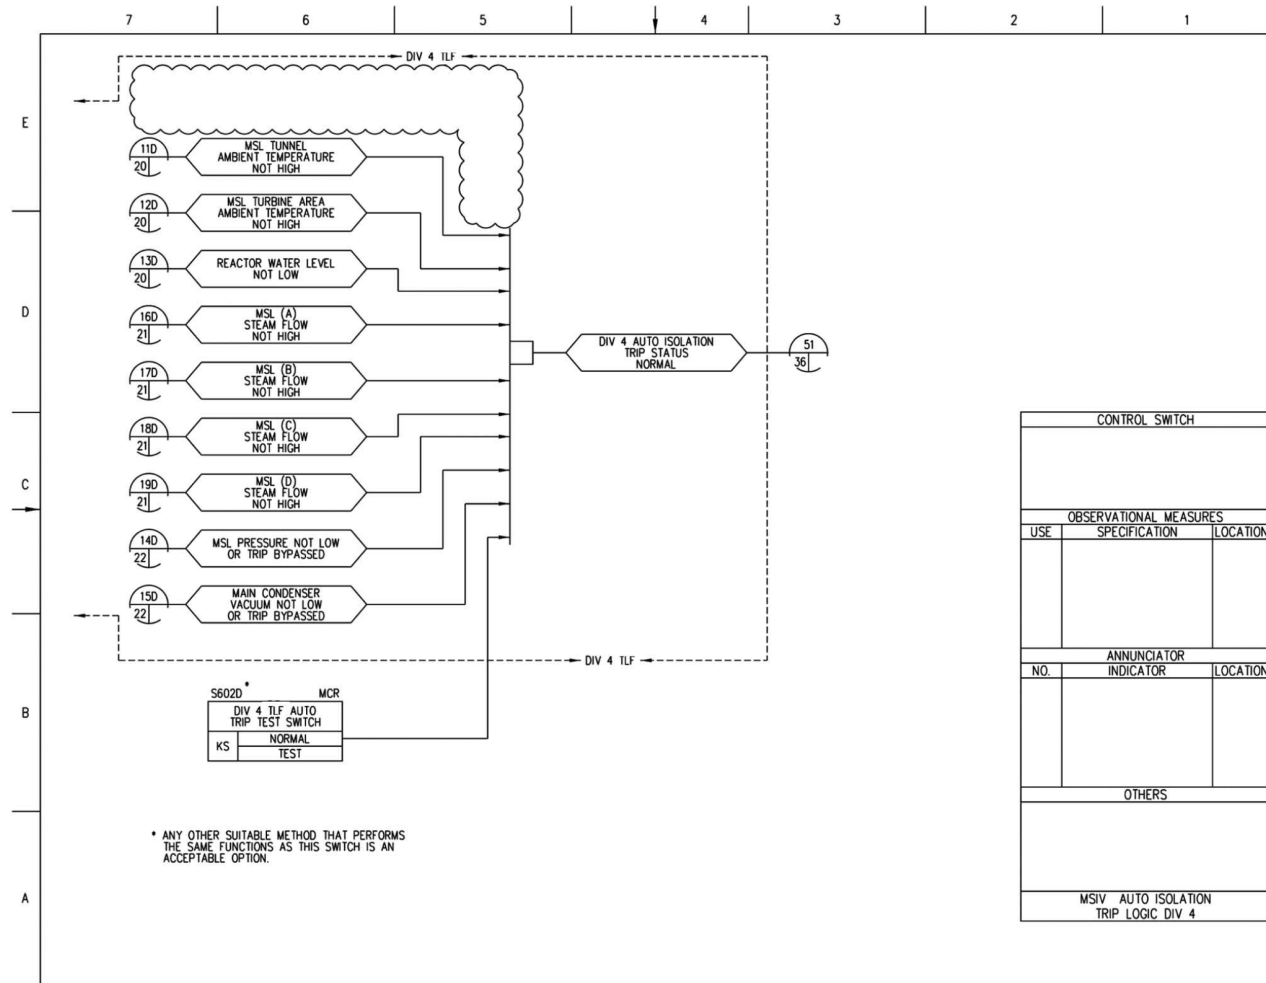 7 6 5 4 3 2 1
DIV 4 TLF
E
11D
20
MSL TUNNEL
AMBIENT TEMPERATURE
NOT HIGH
12D
20
MSL TURBINE AREA
AMBIENT TEMPERATURE
NOT HIGH
13D
20
REACTOR WATER LEVEL
NOT LOW
D
16D
21
MSL (A)
STEAM FLOW
NOT HIGH
DIV 4 AUTO ISOLATION
TRIP STATUS
NORMAL
51
36
17D
21
MSL (B)
STEAM FLOW
NOT HIGH
18D
21
MSL (C)
STEAM FLOW
NOT HIGH
C
19D
21
MSL (D)
STEAM FLOW
NOT HIGH
14D
22
MSL PRESSURE NOT LOW
OR TRIP BYPASSED
15D
22
MAIN CONDENSER
VACUUM NOT LOW
OR TRIP BYPASSED
DIV 4 TLF
B
S602D * MCR
DIV 4 TLF AUTO
TRIP TEST SWITCH
KS
NORMAL
TEST
* ANY OTHER SUITABLE METHOD THAT PERFORMS
THE SAME FUNCTIONS AS THIS SWITCH IS AN
ACCEPTABLE OPTION.
A
CONTROL SWITCH
OBSERVATIONAL MEASURES
USE SPECIFICATION LOCATION
ANNUNCIATOR
NO. INDICATOR LOCATION
OTHERS
MSIV AUTO ISOLATION
TRIP LOGIC DIV 4